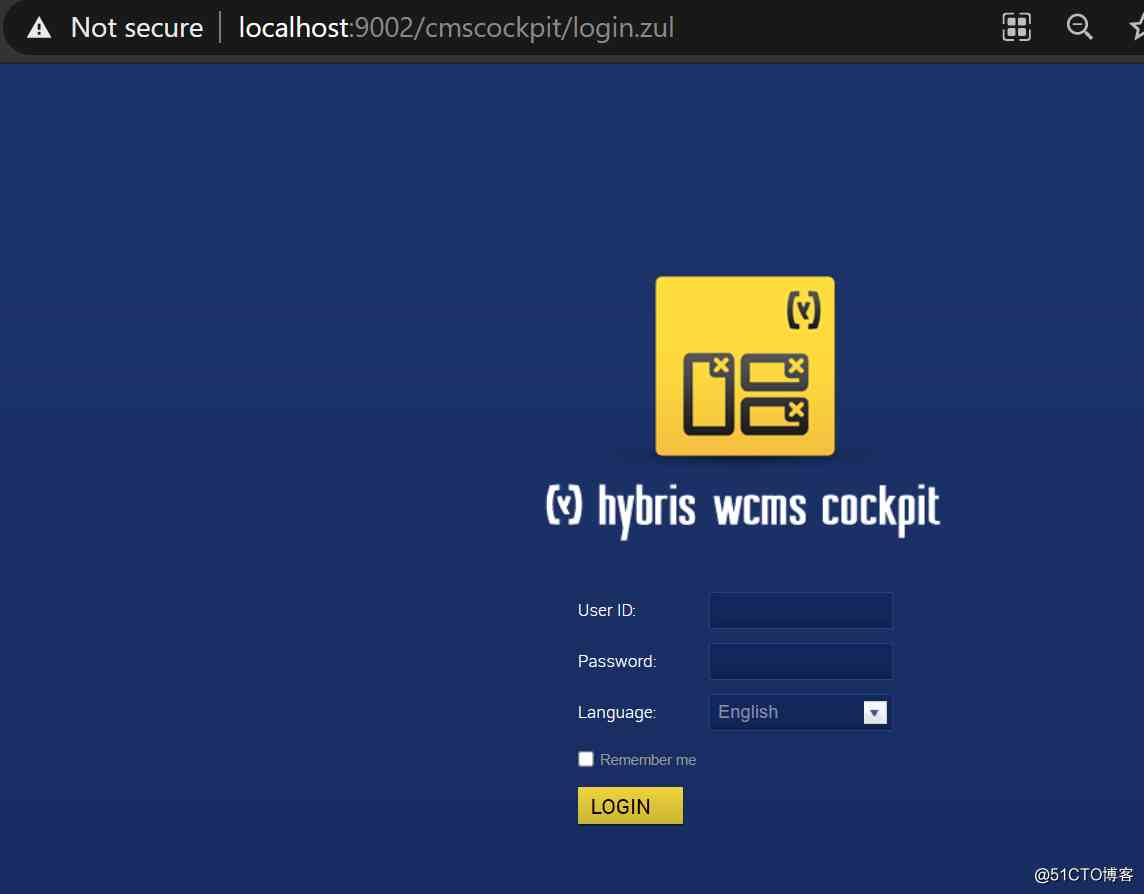 Not secure localhost:9002/cmscockpit/login.zul
(y)
(y) hybris wcms cockpit
User ID:
Password:
Language: English
Remember me
LOGIN
@51CTO博客